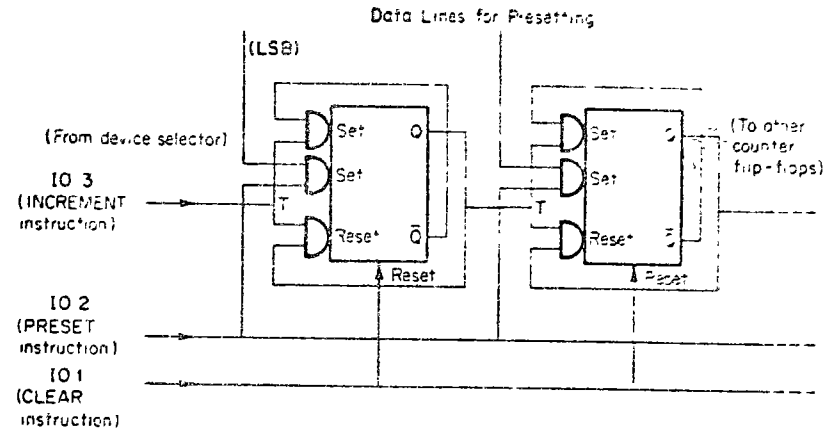 Data Lines for Presetting
(LSB)
(From device selector)
IO 3
(INCREMENT
instruction)
Set
Q
Set
T
Reset
Q̅
Reset
Set
Q
Set
T
Reset
Q̅
Reset
(To other
counter
flip-flops)
IO 2
(PRESET
instruction)
IO 1
(CLEAR
instruction)